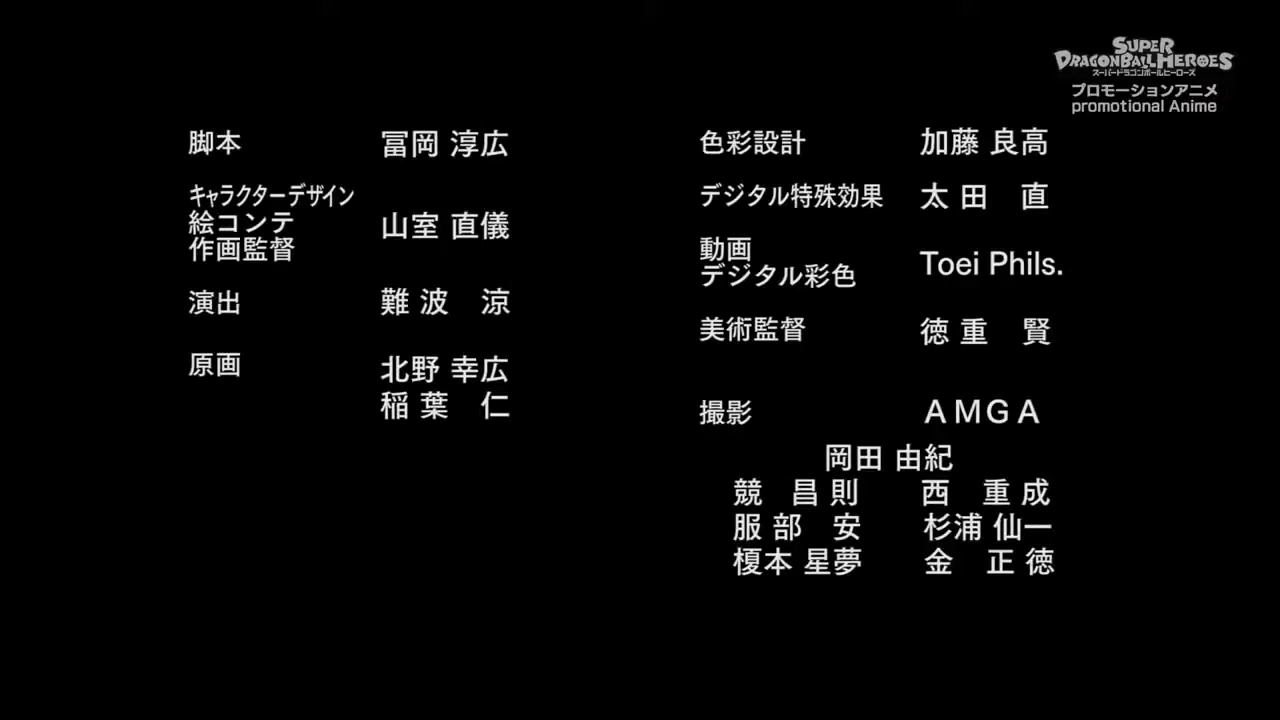 SUPER
DRAGONBALL HEROES
スーパードラゴンボールヒーローズ
プロモーションアニメ
promotional Anime
脚本 冨岡 淳広
キャラクターデザイン
絵コンテ
作画監督
山室 直儀
演出 難波 涼
原画 北野 幸広
稲葉 仁
色彩設計 加藤 良高
デジタル特殊効果 太田 直
動画
デジタル彩色
Toei Phils.
美術監督 徳重 賢
撮影 AMGA
岡田 由紀
競 昌則 西 重成
服部 安 杉浦 仙一
榎本 星夢 金 正徳